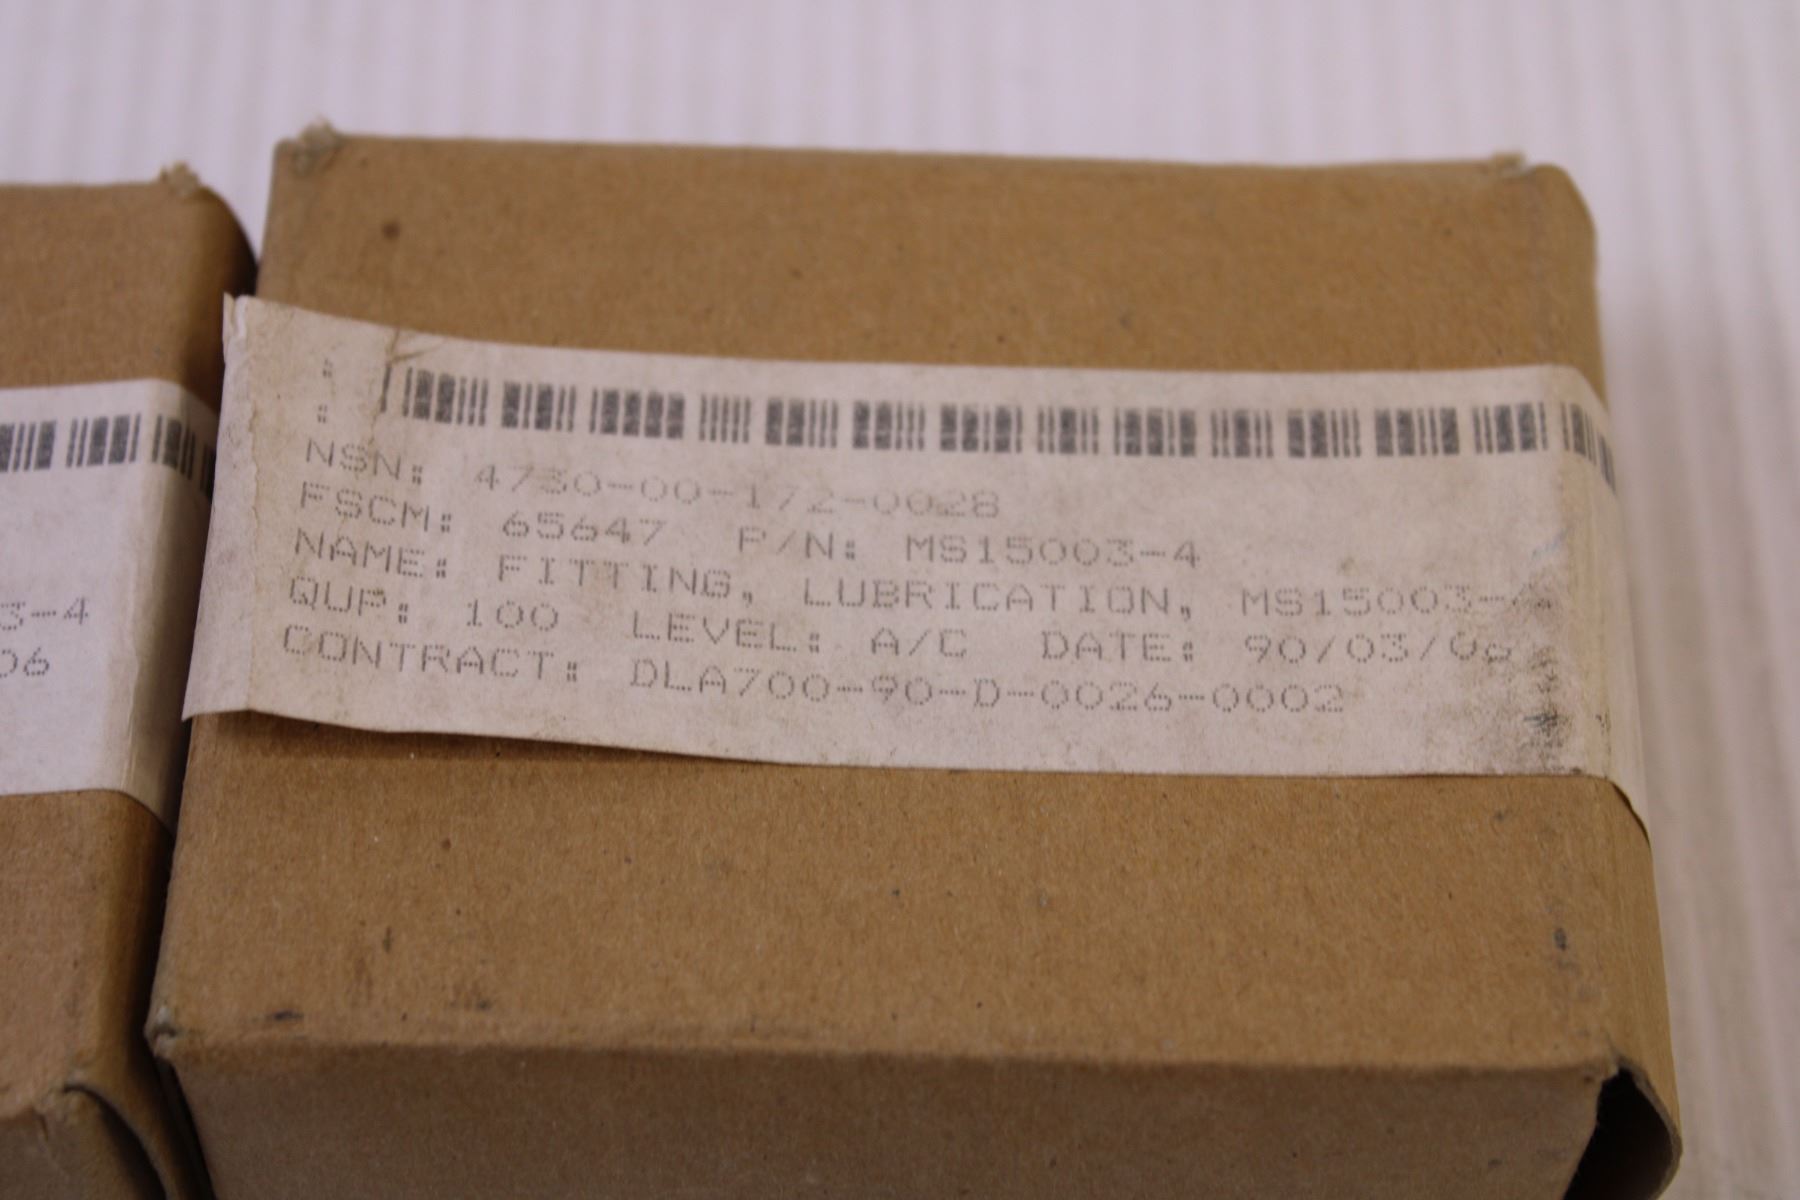 NSN: 4730-00-172-0028
FSCM: 65647 P/N: MS15003-4
NAME: FITTING, LUBRICATION, MS15003-4
QUP: 100 LEVEL: A/C DATE: 90/03/06
CONTRACT: DLA700-90-D-0026-0002
3-4
06